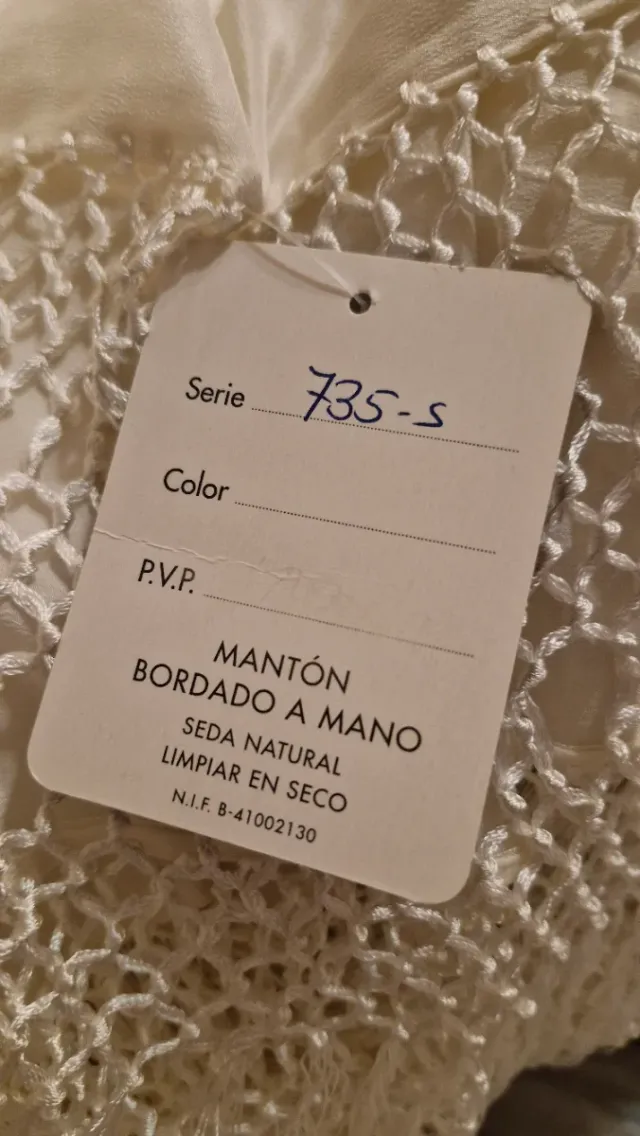 Serie 735-S
Color
P.V.P.
MANTÓN
BORDADO A MANO
SEDA NATURAL
LIMPIAR EN SECO
N.I.F. B-41002130